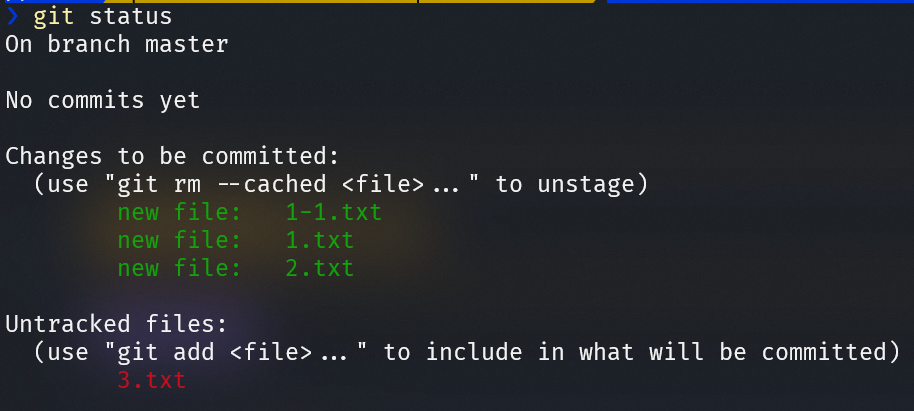 ❯ git status
On branch master
No commits yet
Changes to be committed:
(use "git rm --cached <file>..." to unstage)
new file:   1-1.txt
new file:   1.txt
new file:   2.txt
Untracked files:
(use "git add <file>..." to include in what will be committed)
3.txt